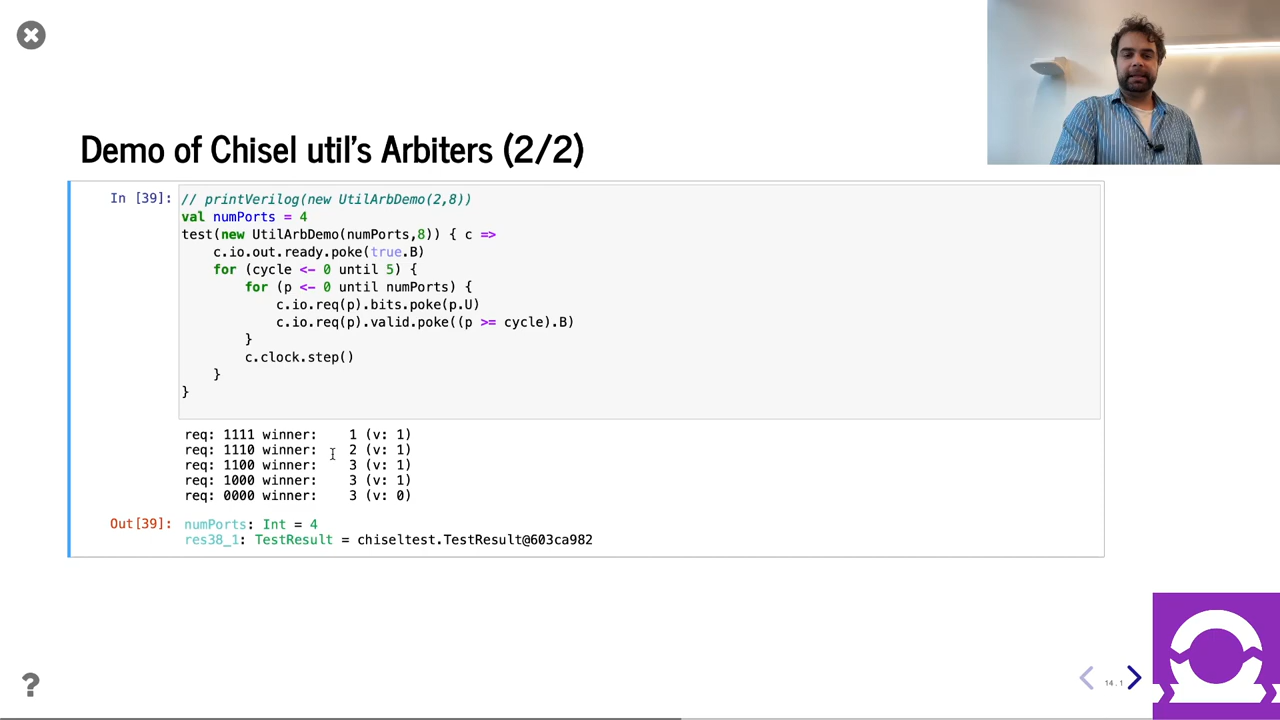 Demo of Chisel util's Arbiters (2/2)
In [39]:
// printVerilog(new UtilArbDemo(2,8))
val numPorts = 4
test(new UtilArbDemo(numPorts,8)) { c =>
    c.io.out.ready.poke(true.B)
    for (cycle <- 0 until 5) {
        for (p <- 0 until numPorts) {
            c.io.req(p).bits.poke(p.U)
            c.io.req(p).valid.poke((p >= cycle).B)
        }
        c.clock.step()
    }
}
req: 1111 winner:    1 (v: 1)
req: 1110 winner:    2 (v: 1)
req: 1100 winner:    3 (v: 1)
req: 1000 winner:    3 (v: 1)
req: 0000 winner:    3 (v: 0)
Out[39]: numPorts: Int = 4
res38_1: TestResult = chiseltest.TestResult@603ca982
?
14.1